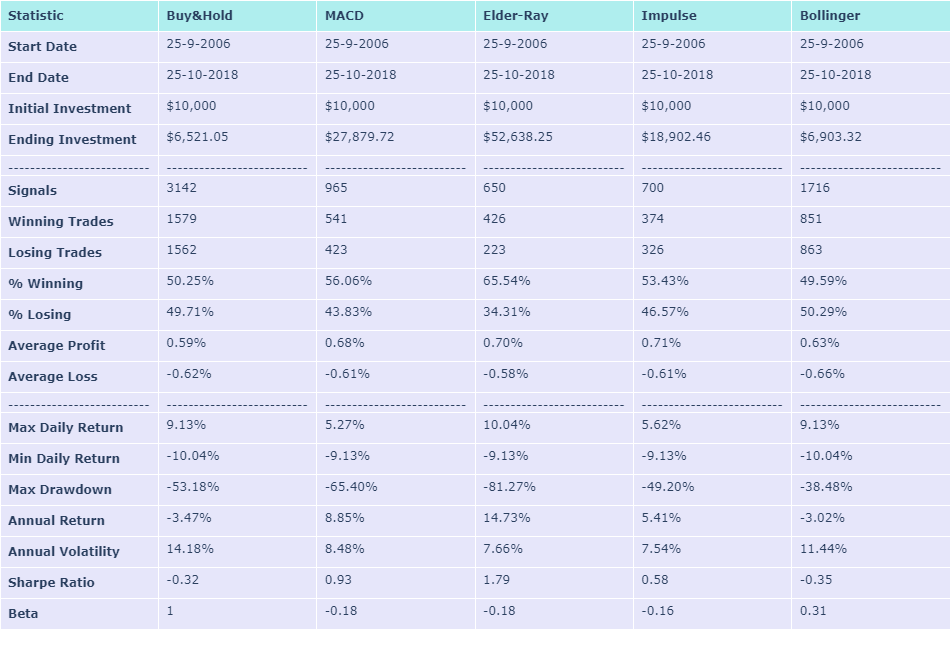 Statistic Buy&Hold MACD Elder-Ray Impulse Bollinger
Start Date 25-9-2006 25-9-2006 25-9-2006 25-9-2006 25-9-2006
End Date 25-10-2018 25-10-2018 25-10-2018 25-10-2018 25-10-2018
Initial Investment $10,000 $10,000 $10,000 $10,000 $10,000
Ending Investment $6,521.05 $27,879.72 $52,638.25 $18,902.46 $6,903.32
-------------------------- -------------------------- -------------------------- -------------------------- -------------------------- --------------------------
Signals 3142 965 650 700 1716
Winning Trades 1579 541 426 374 851
Losing Trades 1562 423 223 326 863
% Winning 50.25% 56.06% 65.54% 53.43% 49.59%
% Losing 49.71% 43.83% 34.31% 46.57% 50.29%
Average Profit 0.59% 0.68% 0.70% 0.71% 0.63%
Average Loss -0.62% -0.61% -0.58% -0.61% -0.66%
-------------------------- -------------------------- -------------------------- -------------------------- -------------------------- --------------------------
Max Daily Return 9.13% 5.27% 10.04% 5.62% 9.13%
Min Daily Return -10.04% -9.13% -9.13% -9.13% -10.04%
Max Drawdown -53.18% -65.40% -81.27% -49.20% -38.48%
Annual Return -3.47% 8.85% 14.73% 5.41% -3.02%
Annual Volatility 14.18% 8.48% 7.66% 7.54% 11.44%
Sharpe Ratio -0.32 0.93 1.79 0.58 -0.35
Beta 1 -0.18 -0.18 -0.16 0.31